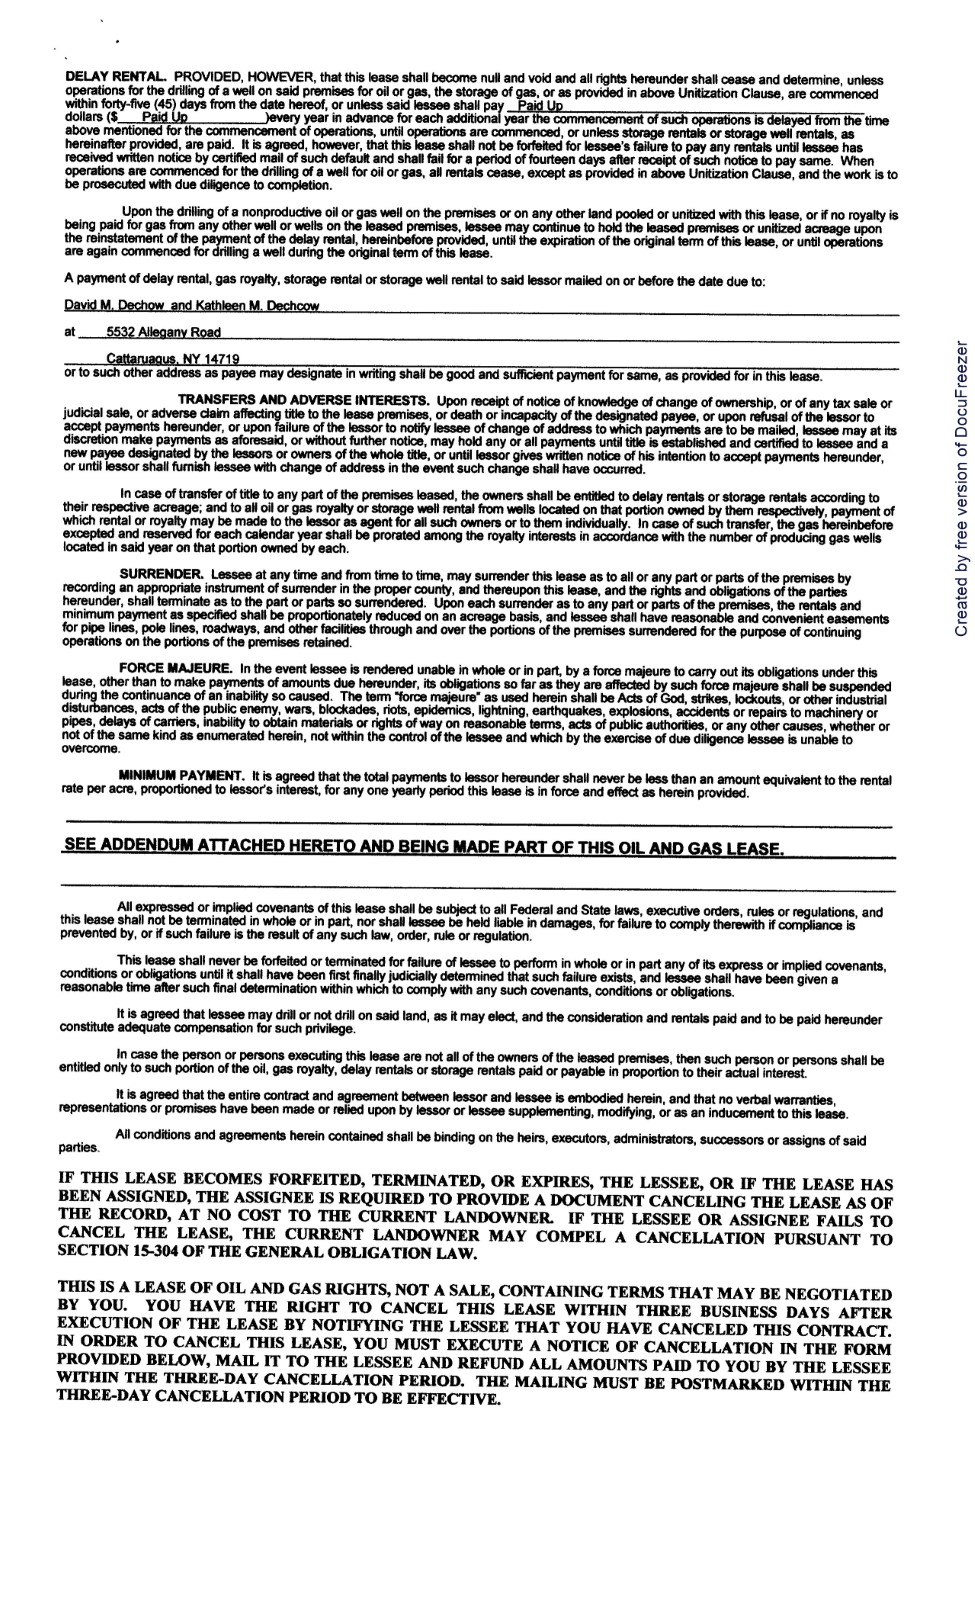 DELAY RENTAL. PROVIDED, HOWEVER, that this lease shall become null and void and all rights hereunder shall cease and determine, unless
operations for the drilling of a well on said premises for oil or gas, the storage of gas, or as provided in above Unitization Clause, are commenced
within forty-five (45) days from the date hereof, or unless said lessee shall pay Paid Up
dollars ($ Paid Up )every year in advance for each additional year the commencement of such operations is delayed from the time
above mentioned for the commencement of operations, until operations are commenced, or unless storage rentals or storage well rentals, as
hereinafter provided, are paid. It is agreed, however, that this lease shall not be forfeited for lessee's failure to pay any rentals until lessee has
received written notice by certified mail of such default and shall fail for a period of fourteen days after receipt of such notice to pay same. When
operations are commenced for the drilling of a well for oil or gas, all rentals cease, except as provided in above Unitization Clause, and the work is to
be prosecuted with due diligence to completion.
Upon the drilling of a nonproductive oil or gas well on the premises or on any other land pooled or unitized with this lease, or if no royalty is
being paid for gas from any other well or wells on the leased premises, lessee may continue to hold the leased premises or unitized acreage upon
the reinstatement of the payment of the delay rental, hereinbefore provided, until the expiration of the original term of this lease, or until operations
are again commenced for drilling a well during the original term of this lease.
A payment of delay rental, gas royalty, storage rental or storage well rental to said lessor mailed on or before the date due to:
David M. Dechow and Kathleen M. Dechcow
at 5532 Allegany Road
Cattaruagus, NY 14719
or to such other address as payee may designate in writing shall be good and sufficient payment for same, as provided for in this lease.
TRANSFERS AND ADVERSE INTERESTS. Upon receipt of notice of knowledge of change of ownership, or of any tax sale or
judicial sale, or adverse claim affecting title to the lease premises, or death or incapacity of the designated payee, or upon refusal of the lessor to
accept payments hereunder, or upon failure of the lessor to notify lessee of change of address to which payments are to be mailed, lessee may at its
discretion make payments as aforesaid, or without further notice, may hold any or all payments until title is established and certified to lessee and a
new payee designated by the lessors or owners of the whole title, or until lessor gives written notice of his intention to accept payments hereunder,
or until lessor shall furnish lessee with change of address in the event such change shall have occurred.
In case of transfer of title to any part of the premises leased, the owners shall be entitled to delay rentals or storage rentals according to
their respective acreage; and to all oil or gas royalty or storage well rental from wells located on that portion owned by them respectively, payment of
which rental or royalty may be made to the lessor as agent for all such owners or to them individually. In case of such transfer, the gas hereinbefore
excepted and reserved for each calendar year shall be prorated among the royalty interests in accordance with the number of producing gas wells
located in said year on that portion owned by each.
SURRENDER. Lessee at any time and from time to time, may surrender this lease as to all or any part or parts of the premises by
recording an appropriate instrument of surrender in the proper county, and thereupon this lease, and the rights and obligations of the parties
hereunder, shall terminate as to the part or parts so surrendered. Upon each surrender as to any part or parts of the premises, the rentals and
minimum payment as specified shall be proportionately reduced on an acreage basis, and lessee shall have reasonable and convenient easements
for pipe lines, pole lines, roadways, and other facilities through and over the portions of the premises surrendered for the purpose of continuing
operations on the portions of the premises retained.
FORCE MAJEURE. In the event lessee is rendered unable in whole or in part, by a force majeure to carry out its obligations under this
lease, other than to make payments of amounts due hereunder, its obligations so far as they are affected by such force majeure shall be suspended
during the continuance of an inability so caused. The term "force majeure" as used herein shall be Acts of God, strikes, lockouts, or other industrial
disturbances, acts of the public enemy, wars, blockades, riots, epidemics, lightning, earthquakes, explosions, accidents or repairs to machinery or
pipes, delays of carriers, inability to obtain materials or rights of way on reasonable terms, acts of public authorities, or any other causes, whether or
not of the same kind as enumerated herein, not within the control of the lessee and which by the exercise of due diligence lessee is unable to
overcome.
MINIMUM PAYMENT. It is agreed that the total payments to lessor hereunder shall never be less than an amount equivalent to the rental
rate per acre, proportioned to lessor's interest, for any one yearly period this lease is in force and effect as herein provided.
SEE ADDENDUM ATTACHED HERETO AND BEING MADE PART OF THIS OIL AND GAS LEASE.
All expressed or implied covenants of this lease shall be subject to all Federal and State laws, executive orders, rules or regulations, and
this lease shall not be terminated in whole or in part, nor shall lessee be held liable in damages, for failure to comply therewith if compliance is
prevented by, or if such failure is the result of any such law, order, rule or regulation.
This lease shall never be forfeited or terminated for failure of lessee to perform in whole or in part any of its express or implied covenants,
conditions or obligations until it shall have been first finally judicially determined that such failure exists, and lessee shall have been given a
reasonable time after such final determination within which to comply with any such covenants, conditions or obligations.
It is agreed that lessee may drill or not drill on said land, as it may elect, and the consideration and rentals paid and to be paid hereunder
constitute adequate compensation for such privilege.
In case the person or persons executing this lease are not all of the owners of the leased premises, then such person or persons shall be
entitled only to such portion of the oil, gas royalty, delay rentals or storage rentals paid or payable in proportion to their actual interest.
It is agreed that the entire contract and agreement between lessor and lessee is embodied herein, and that no verbal warranties,
representations or promises have been made or relied upon by lessor or lessee supplementing, modifying, or as an inducement to this lease.
All conditions and agreements herein contained shall be binding on the heirs, executors, administrators, successors or assigns of said
parties.
IF THIS LEASE BECOMES FORFEITED, TERMINATED, OR EXPIRES, THE LESSEE, OR IF THE LEASE HAS
BEEN ASSIGNED, THE ASSIGNEE IS REQUIRED TO PROVIDE A DOCUMENT CANCELING THE LEASE AS OF
THE RECORD, AT NO COST TO THE CURRENT LANDOWNER. IF THE LESSEE OR ASSIGNEE FAILS TO
CANCEL THE LEASE, THE CURRENT LANDOWNER MAY COMPEL A CANCELLATION PURSUANT TO
SECTION 15-304 OF THE GENERAL OBLIGATION LAW.
THIS IS A LEASE OF OIL AND GAS RIGHTS, NOT A SALE, CONTAINING TERMS THAT MAY BE NEGOTIATED
BY YOU. YOU HAVE THE RIGHT TO CANCEL THIS LEASE WITHIN THREE BUSINESS DAYS AFTER
EXECUTION OF THE LEASE BY NOTIFYING THE LESSEE THAT YOU HAVE CANCELED THIS CONTRACT.
IN ORDER TO CANCEL THIS LEASE, YOU MUST EXECUTE A NOTICE OF CANCELLATION IN THE FORM
PROVIDED BELOW, MAIL IT TO THE LESSEE AND REFUND ALL AMOUNTS PAID TO YOU BY THE LESSEE
WITHIN THE THREE-DAY CANCELLATION PERIOD. THE MAILING MUST BE POSTMARKED WITHIN THE
THREE-DAY CANCELLATION PERIOD TO BE EFFECTIVE.
Created by free version of DocuFreezer